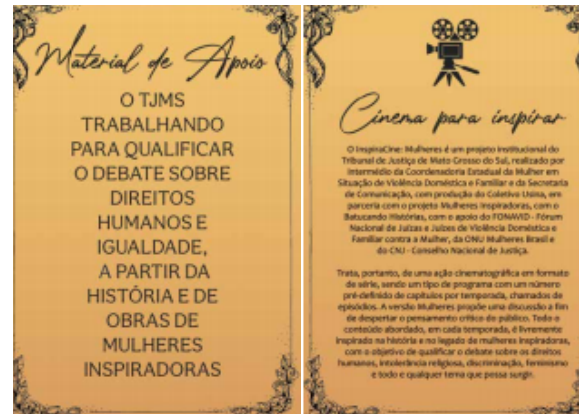 Material de Apoio
O TJMS
TRABALHANDO
PARA QUALIFICAR
O DEBATE SOBRE
DIREITOS
HUMANOS E
IGUALDADE,
A PARTIR DA
HISTÓRIA E DE
OBRAS DE
MULHERES
INSPIRADORAS
Cinema para inspirar
O InspiraCine: Mulheres é um projeto institucional do
Tribunal de Justiça de Mato Grosso do Sul, realizado por
intermédio da Coordenadoria Estadual da Mulher em
Situação de Violência Doméstica e Familiar e da Secretaria
de Comunicação, com produção do Coletivo Usina, em
parceria com o projeto Mulheres Inspiradoras, com o
Batucando Histórias, com o apoio do FONAVID - Fórum
Nacional de Juízas e Juízes de Violência Doméstica e
Familiar contra a Mulher, da ONU Mulheres Brasil e
do CNJ - Conselho Nacional de Justiça.
Trata, portanto, de uma ação cinematográfica em formato
de série, sendo um tipo de programa com um número
pré-definido de capítulos por temporada, chamados de
episódios. A versão Mulheres propõe uma discussão a fim
de despertar o pensamento crítico do público. Todo o
conteúdo abordado, em cada temporada, é livremente
inspirado na história e no legado de mulheres inspiradoras,
com o objetivo de qualificar o debate sobre os direitos
humanos, intolerância religiosa, discriminação, feminismo
e todo e qualquer tema que possa surgir.